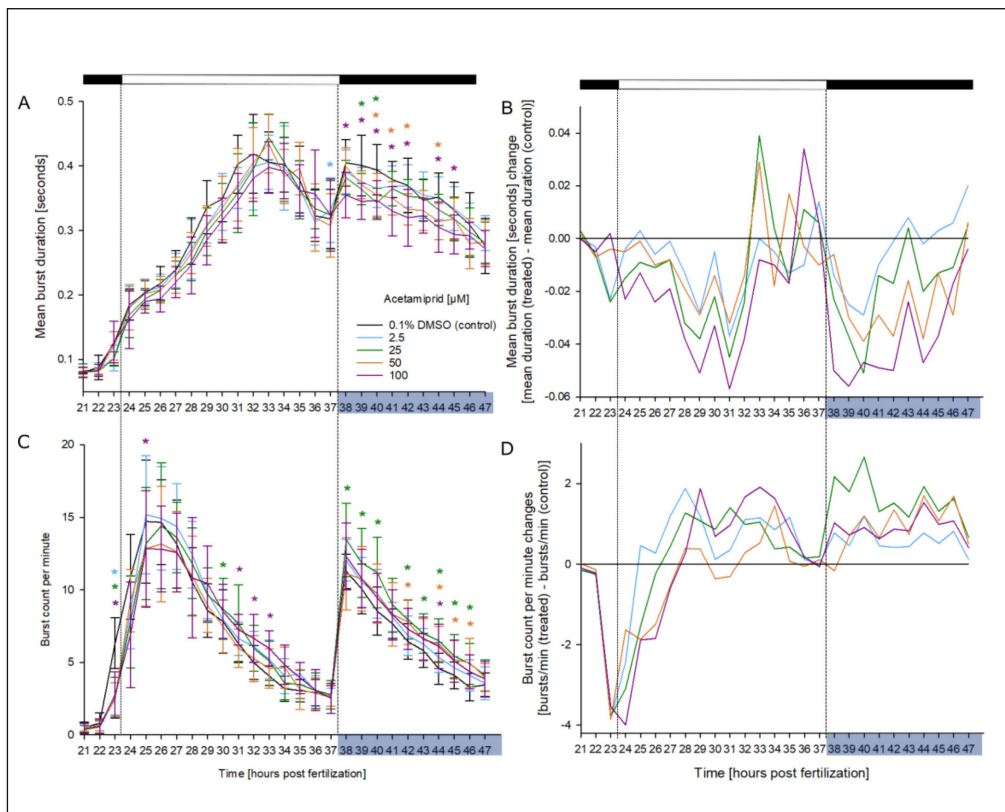 A
Mean burst duration [seconds]
0.5
0.4
0.3
0.2
0.1
* * * * * * * * * * * *
Acetamiprid [µM]
0.1% DMSO (control)
2.5
25
50
100
21 22 23 24 25 26 27 28 29 30 31 32 33 34 35 36 37 38 39 40 41 42 43 44 45 46 47
B
Mean burst duration [seconds] change
[mean duration (treated) - mean duration (control)]
0.04
0.02
0.00
-0.02
-0.04
-0.06
21 22 23 24 25 26 27 28 29 30 31 32 33 34 35 36 37 38 39 40 41 42 43 44 45 46 47
C
Burst count per minute
20
15
10
5
0
* * * * * * * * * * * * * * * * * * * *
21 22 23 24 25 26 27 28 29 30 31 32 33 34 35 36 37 38 39 40 41 42 43 44 45 46 47
Time [hours post fertilization]
D
Burst count per minute changes
[bursts/min (treated) - bursts/min (control)]
2
0
-2
-4
21 22 23 24 25 26 27 28 29 30 31 32 33 34 35 36 37 38 39 40 41 42 43 44 45 46 47
Time [hours post fertilization]